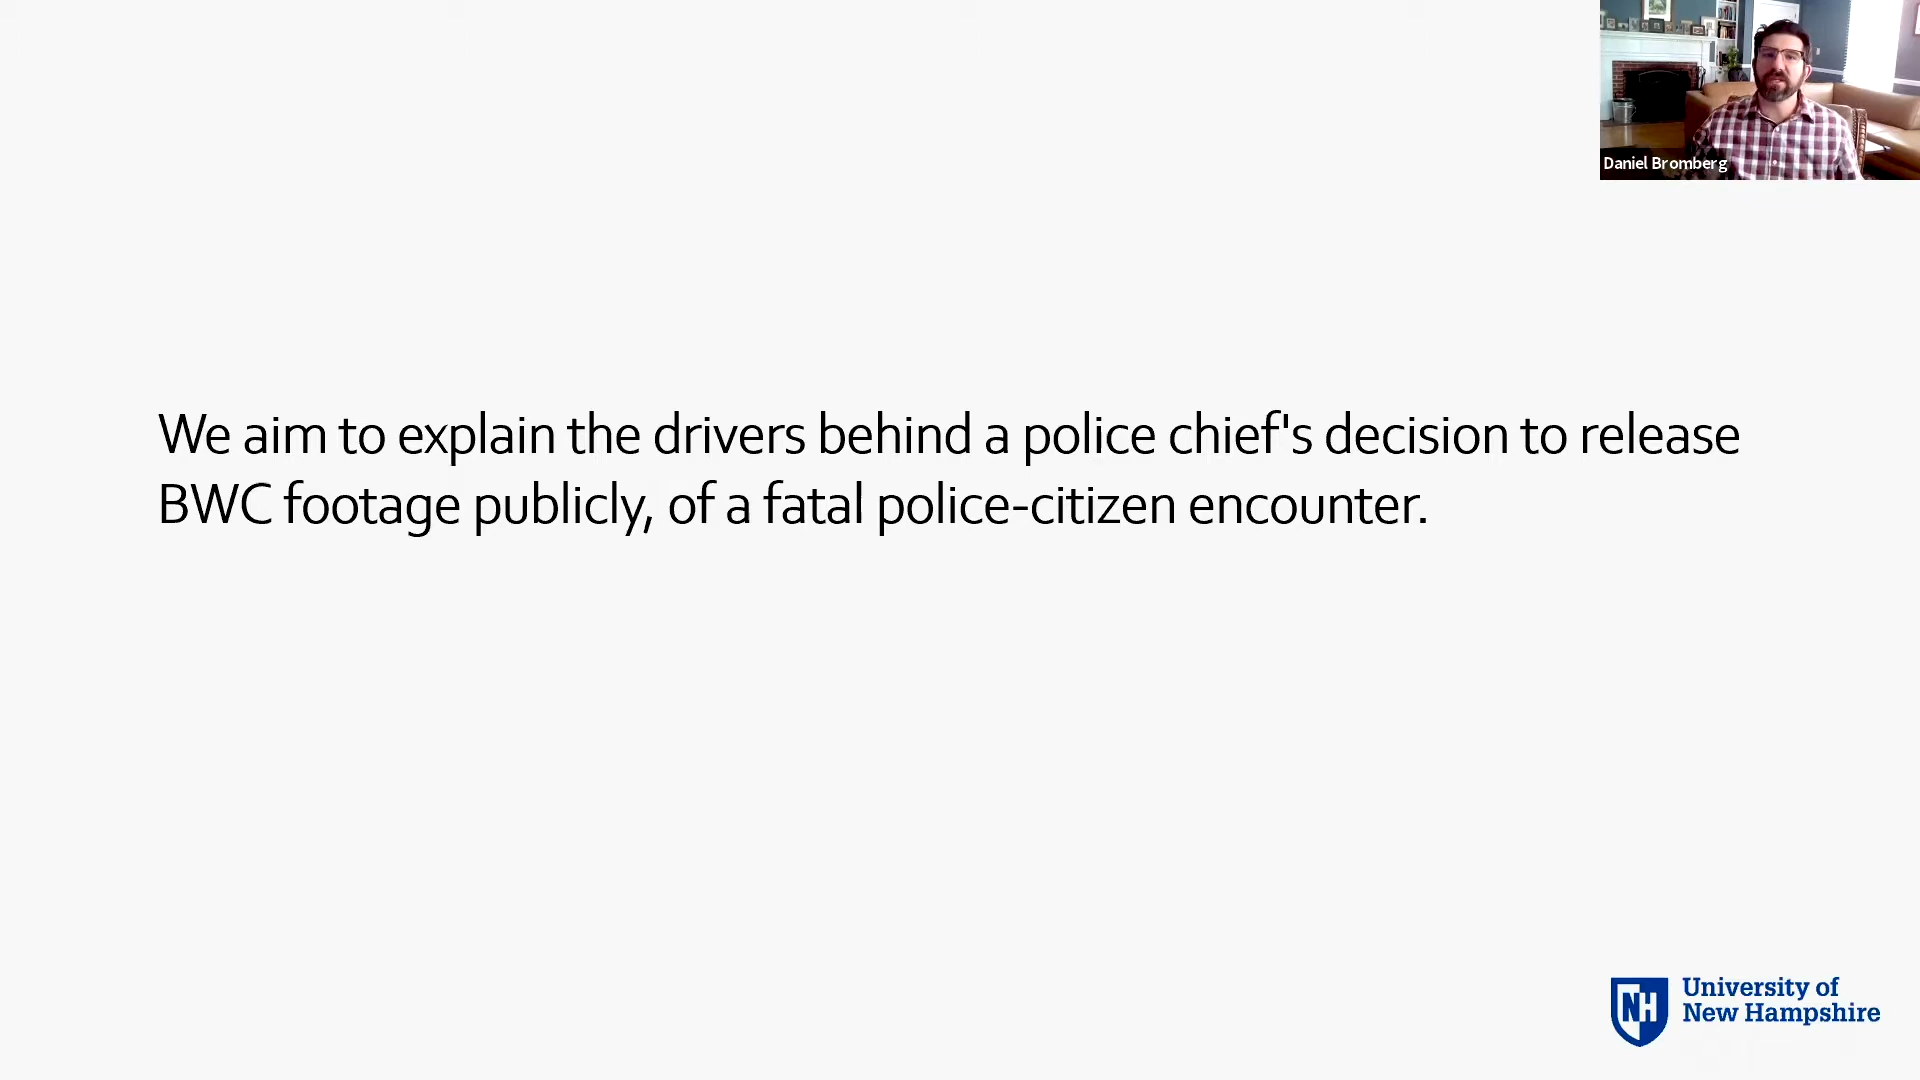 Daniel Bromberg
We aim to explain the drivers behind a police chief's decision to release
BWC footage publicly, of a fatal police-citizen encounter.
NH
University of
New Hampshire